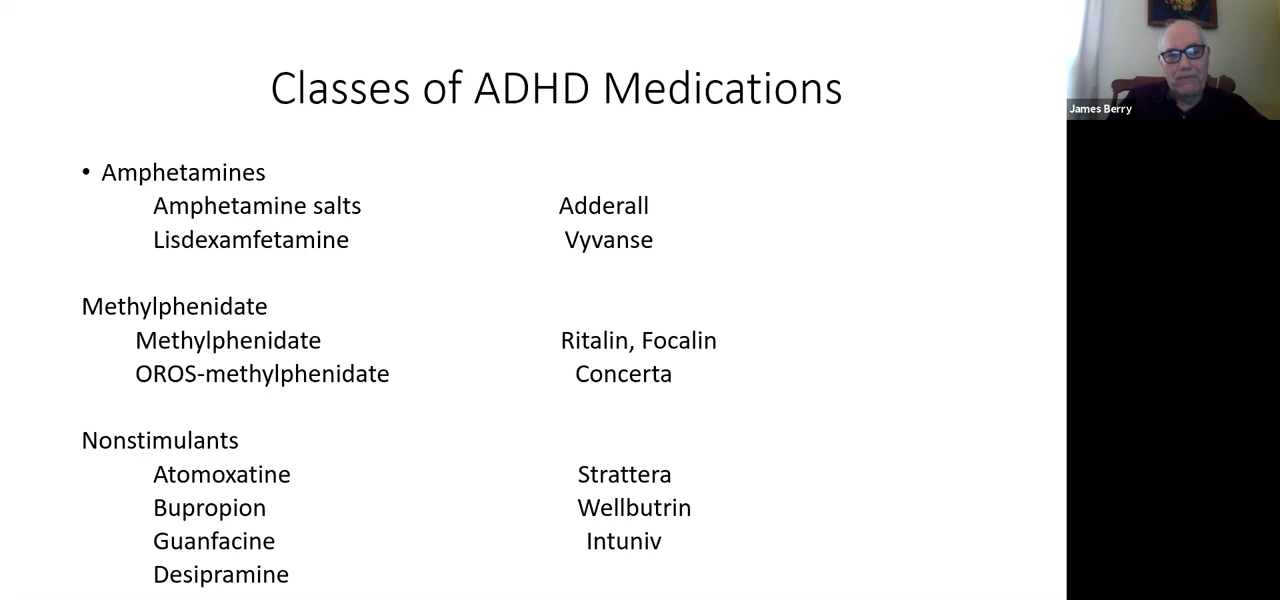 Classes of ADHD Medications
James Berry
• Amphetamines
Amphetamine salts Adderall
Lisdexamfetamine Vyvanse
Methylphenidate
Methylphenidate Ritalin, Focalin
OROS-methylphenidate Concerta
Nonstimulants
Atomoxatine Strattera
Bupropion Wellbutrin
Guanfacine Intuniv
Desipramine